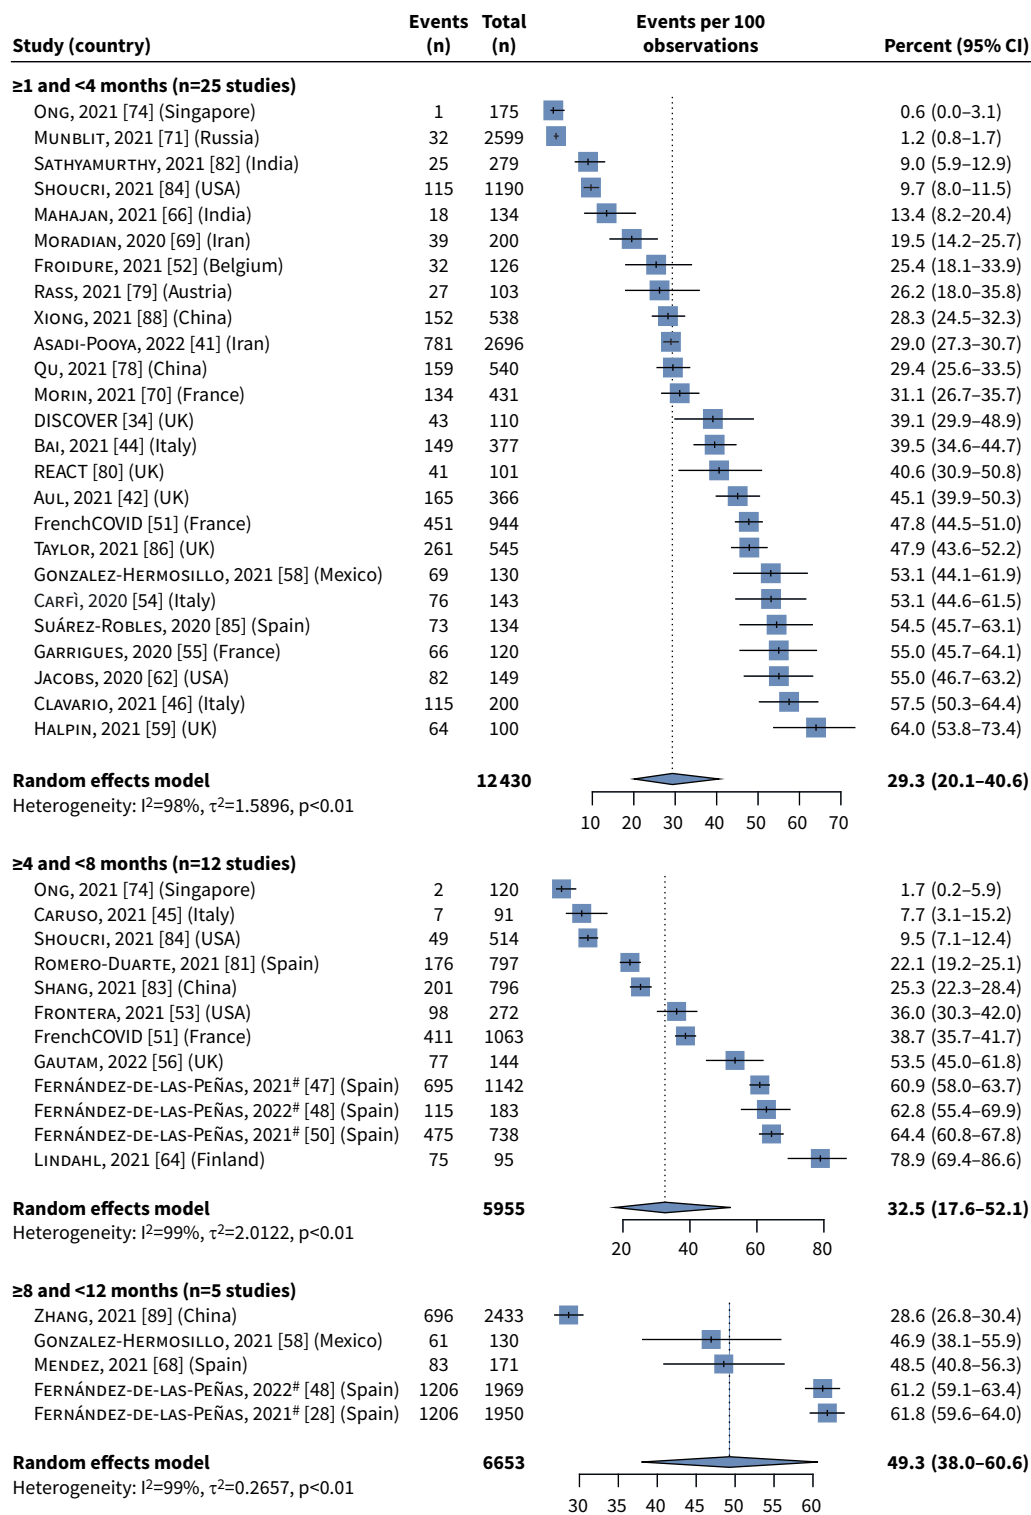 Study (country) Events (n) Total (n) Events per 100 observations Percent (95% CI)
≥1 and <4 months (n=25 studies)
ONG, 2021 [74] (Singapore) 1 175 0.6 (0.0–3.1)
MUNBLIT, 2021 [71] (Russia) 32 2599 1.2 (0.8–1.7)
SATHYAMURTHY, 2021 [82] (India) 25 279 9.0 (5.9–12.9)
SHOUCRI, 2021 [84] (USA) 115 1190 9.7 (8.0–11.5)
MAHAJAN, 2021 [66] (India) 18 134 13.4 (8.2–20.4)
MORADIAN, 2020 [69] (Iran) 39 200 19.5 (14.2–25.7)
FROIDURE, 2021 [52] (Belgium) 32 126 25.4 (18.1–33.9)
RASS, 2021 [79] (Austria) 27 103 26.2 (18.0–35.8)
XIONG, 2021 [88] (China) 152 538 28.3 (24.5–32.3)
ASADI-POOYA, 2022 [41] (Iran) 781 2696 29.0 (27.3–30.7)
QU, 2021 [78] (China) 159 540 29.4 (25.6–33.5)
MORIN, 2021 [70] (France) 134 431 31.1 (26.7–35.7)
DISCOVER [34] (UK) 43 110 39.1 (29.9–48.9)
BAI, 2021 [44] (Italy) 149 377 39.5 (34.6–44.7)
REACT [80] (UK) 41 101 40.6 (30.9–50.8)
AUL, 2021 [42] (UK) 165 366 45.1 (39.9–50.3)
FrenchCOVID [51] (France) 451 944 47.8 (44.5–51.0)
TAYLOR, 2021 [86] (UK) 261 545 47.9 (43.6–52.2)
GONZALEZ-HERMOSILLO, 2021 [58] (Mexico) 69 130 53.1 (44.1–61.9)
CARFÌ, 2020 [54] (Italy) 76 143 53.1 (44.6–61.5)
SUÁREZ-ROBLES, 2020 [85] (Spain) 73 134 54.5 (45.7–63.1)
GARRIGUES, 2020 [55] (France) 66 120 55.0 (45.7–64.1)
JACOBS, 2020 [62] (USA) 82 149 55.0 (46.7–63.2)
CLAVARIO, 2021 [46] (Italy) 115 200 57.5 (50.3–64.4)
HALPIN, 2021 [59] (UK) 64 100 64.0 (53.8–73.4)
Random effects model 12 430 29.3 (20.1–40.6)
Heterogeneity: I²=98%, τ²=1.5896, p<0.01
10 20 30 40 50 60 70
≥4 and <8 months (n=12 studies)
ONG, 2021 [74] (Singapore) 2 120 1.7 (0.2–5.9)
CARUSO, 2021 [45] (Italy) 7 91 7.7 (3.1–15.2)
SHOUCRI, 2021 [84] (USA) 49 514 9.5 (7.1–12.4)
ROMERO-DUARTE, 2021 [81] (Spain) 176 797 22.1 (19.2–25.1)
SHANG, 2021 [83] (China) 201 796 25.3 (22.3–28.4)
FRONTERA, 2021 [53] (USA) 98 272 36.0 (30.3–42.0)
FrenchCOVID [51] (France) 411 1063 38.7 (35.7–41.7)
GAUTAM, 2022 [56] (UK) 77 144 53.5 (45.0–61.8)
FERNÁNDEZ-DE-LAS-PEÑAS, 2021# [47] (Spain) 695 1142 60.9 (58.0–63.7)
FERNÁNDEZ-DE-LAS-PEÑAS, 2022# [48] (Spain) 115 183 62.8 (55.4–69.9)
FERNÁNDEZ-DE-LAS-PEÑAS, 2021# [50] (Spain) 475 738 64.4 (60.8–67.8)
LINDAHL, 2021 [64] (Finland) 75 95 78.9 (69.4–86.6)
Random effects model 5955 32.5 (17.6–52.1)
Heterogeneity: I²=99%, τ²=2.0122, p<0.01
20 40 60 80
≥8 and <12 months (n=5 studies)
ZHANG, 2021 [89] (China) 696 2433 28.6 (26.8–30.4)
GONZALEZ-HERMOSILLO, 2021 [58] (Mexico) 61 130 46.9 (38.1–55.9)
MENDEZ, 2021 [68] (Spain) 83 171 48.5 (40.8–56.3)
FERNÁNDEZ-DE-LAS-PEÑAS, 2022# [48] (Spain) 1206 1969 61.2 (59.1–63.4)
FERNÁNDEZ-DE-LAS-PEÑAS, 2021# [28] (Spain) 1206 1950 61.8 (59.6–64.0)
Random effects model 6653 49.3 (38.0–60.6)
Heterogeneity: I²=99%, τ²=0.2657, p<0.01
30 35 40 45 50 55 60